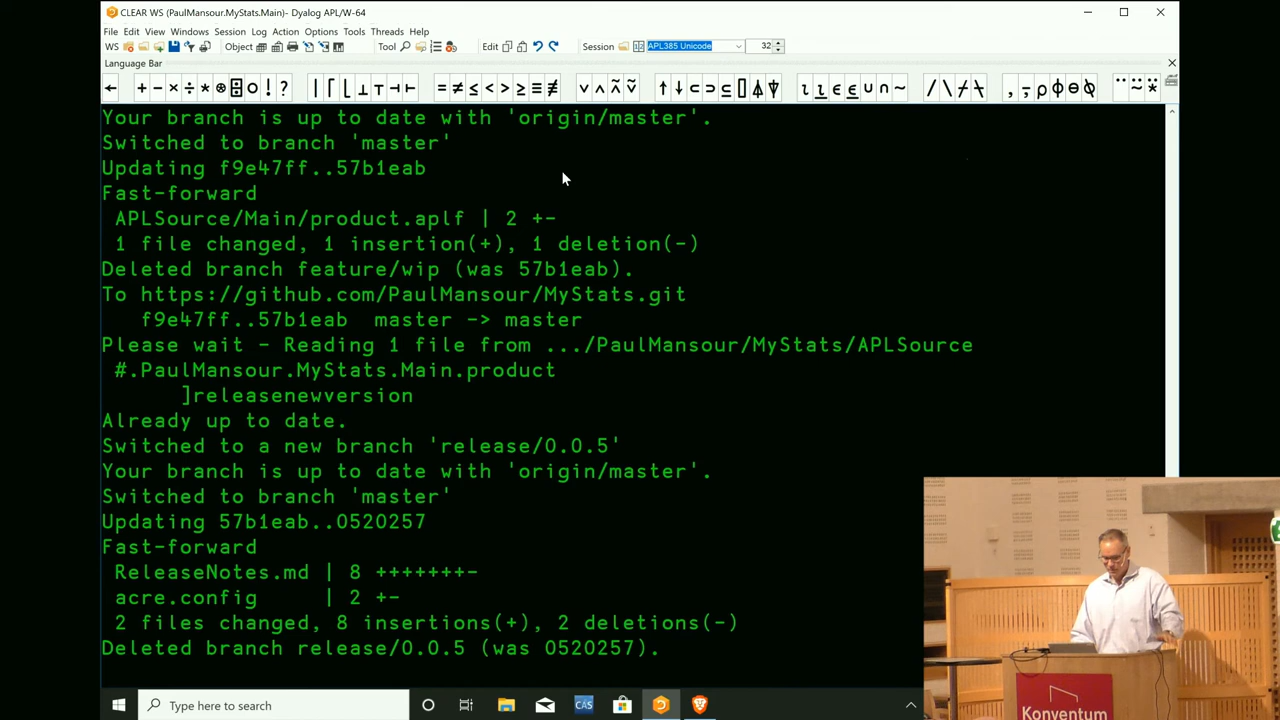 CLEAR WS (PaulMansour.MyStats.Main)- Dyalog APL/W-64
File Edit View Windows Session Log Action Options Tools Threads Help
WS Object Tool Edit Session APL385 Unicode 32
Language Bar
← + - × ÷ * ⍟ ⌹ ○ ! ? | ⌈ ⌊ ⊥ ⊤ ⊣ ⊢ = ≠ ≤ < > ≥ ≡ ≢ ∨ ∧ ⍱ ⍲ ↑ ↓ ⊂ ⊃ ⊆ ⌷ ⍋ ⍒ ⍳ ⍸ ∊ ⍷ ∪ ∩ ~ / \ ⌿ ⍀ , ⍪ ⍴ ⌽ ⊖ ⍉ ¨ ⍨ ⍣
Your branch is up to date with 'origin/master'.
Switched to branch 'master'
Updating f9e47ff..57b1eab
Fast-forward
APLSource/Main/product.aplf | 2 +-
1 file changed, 1 insertion(+), 1 deletion(-)
Deleted branch feature/wip (was 57b1eab).
To https://github.com/PaulMansour/MyStats.git
f9e47ff..57b1eab master -> master
Please wait - Reading 1 file from .../PaulMansour/MyStats/APLSource
#.PaulMansour.MyStats.Main.product
]releasenewversion
Already up to date.
Switched to a new branch 'release/0.0.5'
Your branch is up to date with 'origin/master'.
Switched to branch 'master'
Updating 57b1eab..0520257
Fast-forward
ReleaseNotes.md | 8 +++++++-
acre.config | 2 +-
2 files changed, 8 insertions(+), 2 deletions(-)
Deleted branch release/0.0.5 (was 0520257).
Type here to search
CAS
Konventum